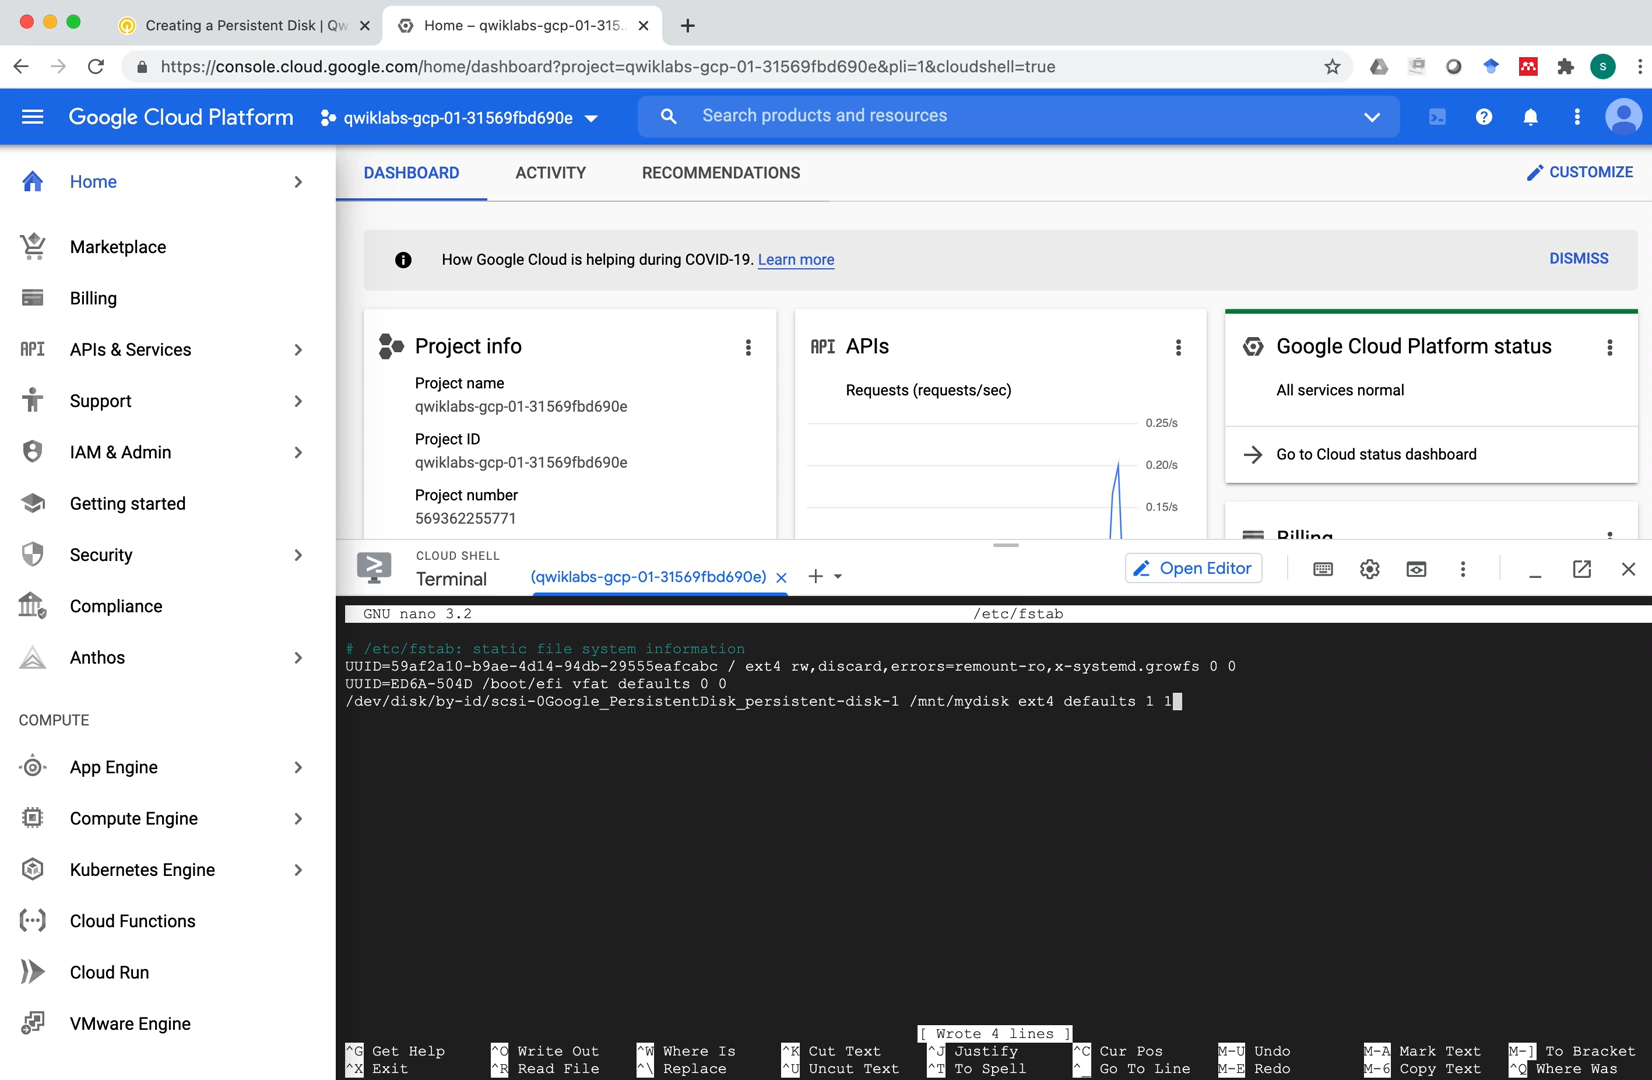 Creating a Persistent Disk | Qw
Home – qwiklabs-gcp-01-315..
https://console.cloud.google.com/home/dashboard?project=qwiklabs-gcp-01-31569fbd690e&pli=1&cloudshell=true
S
Google Cloud Platform
qwiklabs-gcp-01-31569fbd690e
Search products and resources
Home
Marketplace
Billing
API APIs & Services
Support
IAM & Admin
Getting started
Security
Compliance
Anthos
COMPUTE
App Engine
Compute Engine
Kubernetes Engine
Cloud Functions
Cloud Run
VMware Engine
DASHBOARD
ACTIVITY
RECOMMENDATIONS
CUSTOMIZE
How Google Cloud is helping during COVID-19. Learn more
DISMISS
Project info
Project name
qwiklabs-gcp-01-31569fbd690e
Project ID
qwiklabs-gcp-01-31569fbd690e
Project number
569362255771
API APIs
Requests (requests/sec)
0.25/s
0.20/s
0.15/s
Google Cloud Platform status
All services normal
Go to Cloud status dashboard
Billing
CLOUD SHELL
Terminal
(qwiklabs-gcp-01-31569fbd690e)
Open Editor
GNU nano 3.2 /etc/fstab
# /etc/fstab: static file system information
UUID=59af2a10-b9ae-4d14-94db-29555eafcabc / ext4 rw,discard,errors=remount-ro,x-systemd.growfs 0 0
UUID=ED6A-504D /boot/efi vfat defaults 0 0
/dev/disk/by-id/scsi-0Google_PersistentDisk_persistent-disk-1 /mnt/mydisk ext4 defaults 1 1
[ Wrote 4 lines ]
^G Get Help ^O Write Out ^W Where Is ^K Cut Text ^J Justify ^C Cur Pos M-U Undo M-A Mark Text M-] To Bracket
^X Exit ^R Read File ^\ Replace ^U Uncut Text ^T To Spell ^_ Go To Line M-E Redo M-6 Copy Text ^Q Where Was